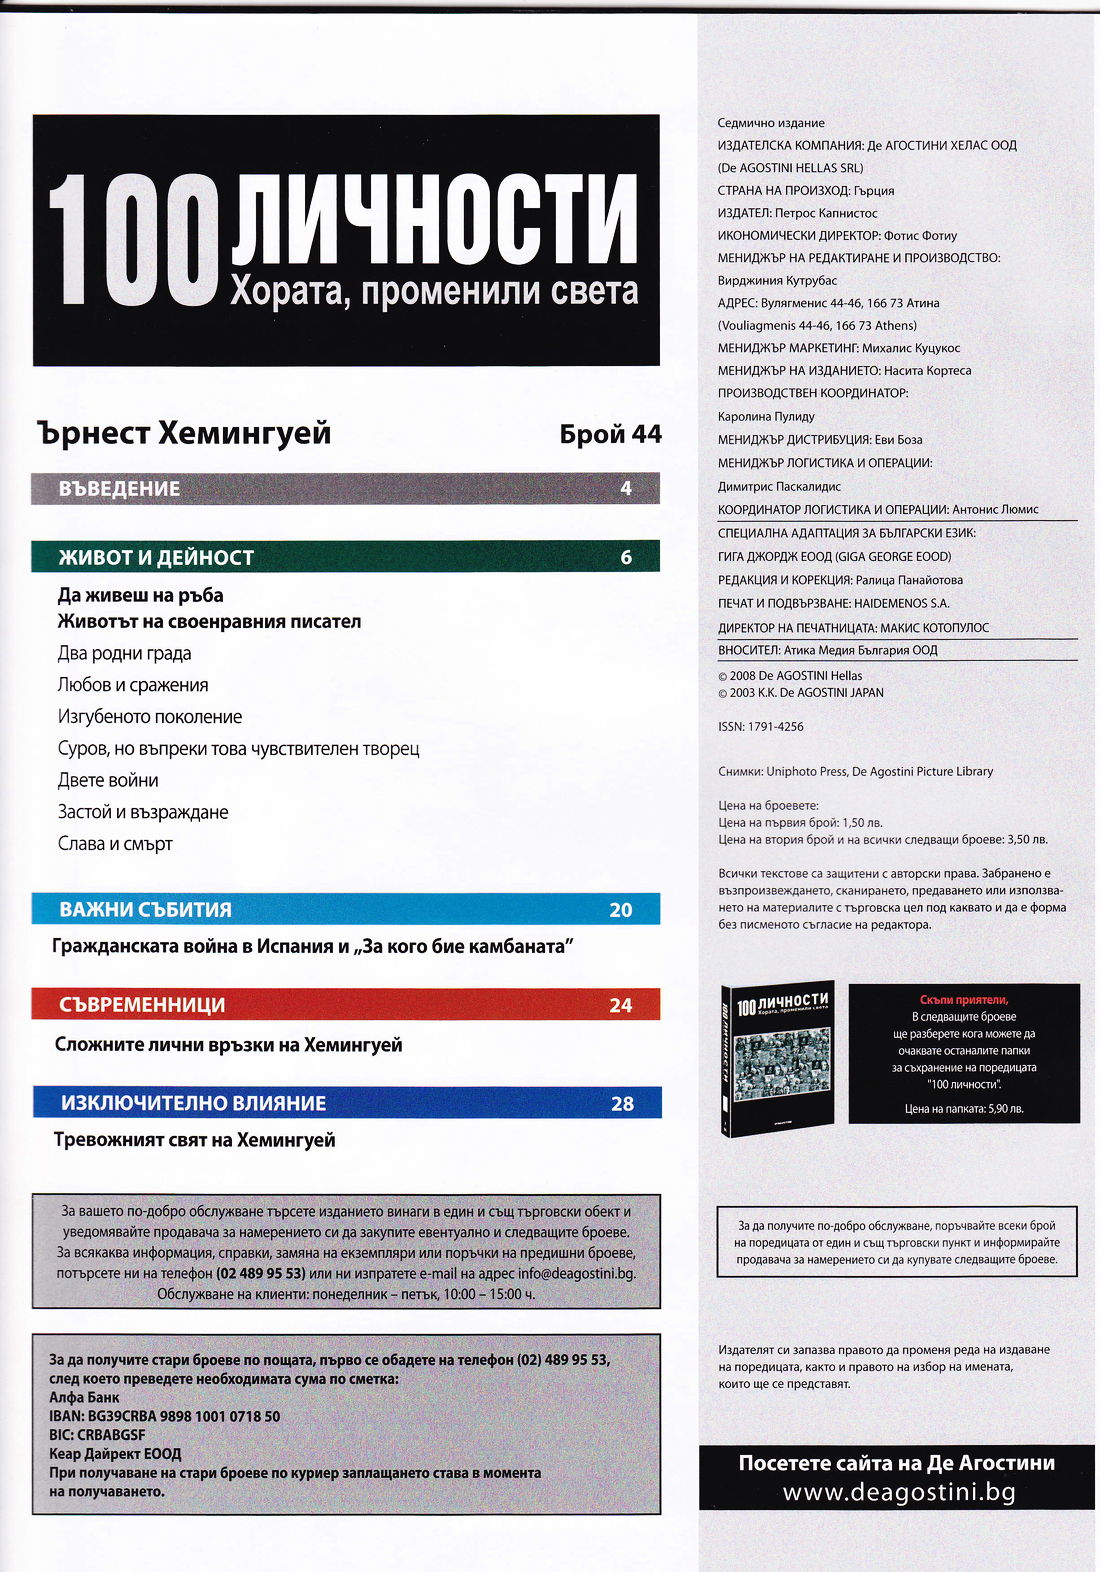 100 ЛИЧНОСТИ
Хората, променили света
Ърнест Хемингуей Брой 44
ВЪВЕДЕНИЕ 4
ЖИВОТ И ДЕЙНОСТ 6
Да живеш на ръба
Животът на своенравния писател
Два родни града
Любов и сражения
Изгубеното поколение
Суров, но въпреки това чувствителен творец
Двете войни
Застой и възраждане
Слава и смърт
ВАЖНИ СЪБИТИЯ 20
Гражданската война в Испания и „За кого бие камбаната”
СЪВРЕМЕННИЦИ 24
Сложните лични връзки на Хемингуей
ИЗКЛЮЧИТЕЛНО ВЛИЯНИЕ 28
Тревожният свят на Хемингуей
За вашето по-добро обслужване търсете изданието винаги в един и същ търговски обект и
уведомявайте продавача за намерението си да закупите евентуално и следващите броеве.
За всякаква информация, справки, замяна на екземпляри или поръчки на предишни броеве,
потърсете ни на телефон (02 489 95 53) или ни изпратете e-mail на адрес info@deagostini.bg.
Обслужване на клиенти: понеделник – петък, 10:00 – 15:00 ч.
За да получите стари броеве по пощата, първо се обадете на телефон (02) 489 95 53,
след което преведете необходимата сума по сметка:
Алфа Банк
IBAN: BG39CRBA 9898 1001 0718 50
BIC: CRBABGSF
Кеар Дайрект ЕООД
При получаване на стари броеве по куриер заплащането става в момента
на получаването.
Седмично издание
ИЗДАТЕЛСКА КОМПАНИЯ: Де АГОСТИНИ ХЕЛАС ООД
(De AGOSTINI HELLAS SRL)
СТРАНА НА ПРОИЗХОД: Гърция
ИЗДАТЕЛ: Петрос Капнистос
ИКОНОМИЧЕСКИ ДИРЕКТОР: Фотис Фотиу
МЕНИДЖЪР НА РЕДАКТИРАНЕ И ПРОИЗВОДСТВО:
Вирджиния Кутрубас
АДРЕС: Вулягменис 44-46, 166 73 Атина
(Vouliagmenis 44-46, 166 73 Athens)
МЕНИДЖЪР МАРКЕТИНГ: Михалис Куцукос
МЕНИДЖЪР НА ИЗДАНИЕТО: Насита Кортеса
ПРОИЗВОДСТВЕН КООРДИНАТОР:
Каролина Пулиду
МЕНИДЖЪР ДИСТРИБУЦИЯ: Еви Боза
МЕНИДЖЪР ЛОГИСТИКА И ОПЕРАЦИИ:
Димитрис Паскалидис
КООРДИНАТОР ЛОГИСТИКА И ОПЕРАЦИИ: Антонис Люмис
СПЕЦИАЛНА АДАПТАЦИЯ ЗА БЪЛГАРСКИ ЕЗИК:
ГИГА ДЖОРДЖ ЕООД (GIGA GEORGE EOOD)
РЕДАКЦИЯ И КОРЕКЦИЯ: Ралица Панайотова
ПЕЧАТ И ПОДВЪРЗВАНЕ: HAIDEMENOS S.A.
ДИРЕКТОР НА ПЕЧАТНИЦАТА: МАКИС КОТОПУЛОС
ВНОСИТЕЛ: Атика Медия България ООД
© 2008 De AGOSTINI Hellas
© 2003 K.K. De AGOSTINI JAPAN
ISSN: 1791-4256
Снимки: Uniphoto Press, De Agostini Picture Library
Цена на броевете:
Цена на първия брой: 1,50 лв.
Цена на втория брой и на всички следващи броеве: 3,50 лв.
Всички текстове са защитени с авторски права. Забранено е
възпроизвеждането, сканирането, предаването или използва-
нето на материалите с търговска цел под каквато и да е форма
без писменото съгласие на редактора.
100 ЛИЧНОСТИ
Хората, променили света
100 ЛИЧНОСТИ
Скъпи приятели,
В следващите броеве
ще разберете кога можете да
очаквате останалите папки
за съхранение на поредицата
"100 личности".
Цена на папката: 5,90 лв.
За да получите по-добро обслужване, поръчвайте всеки брой
на поредицата от един и същ търговски пункт и информирайте
продавача за намерението си да купувате следващите броеве.
Издателят си запазва правото да променя реда на издаване
на поредицата, както и правото на избор на имената,
които ще се представят.
Посетете сайта на Де Агостини
www.deagostini.bg